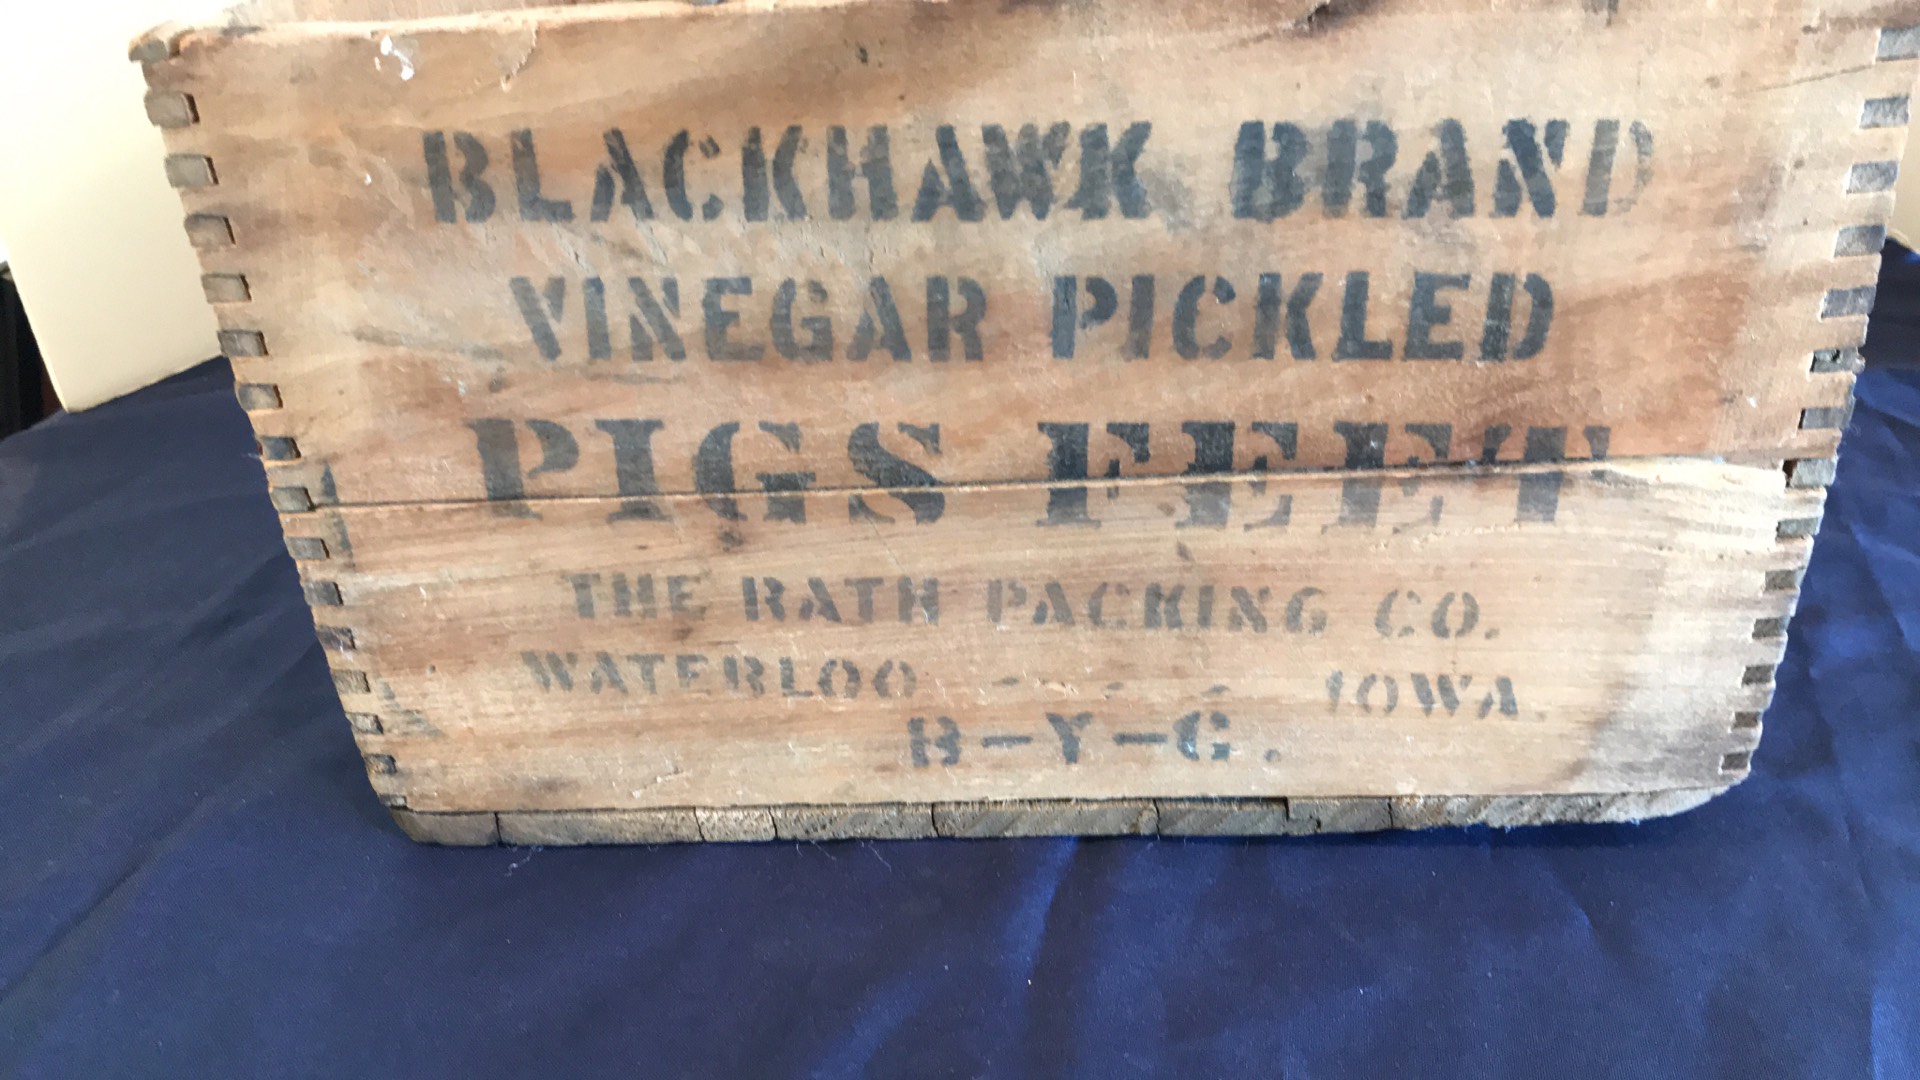 BLACKHAWK BRAND
VINEGAR PICKLED
PIGS FEET
THE RATH PACKING CO.
WATERLOO - - - IOWA.
B-Y-G.